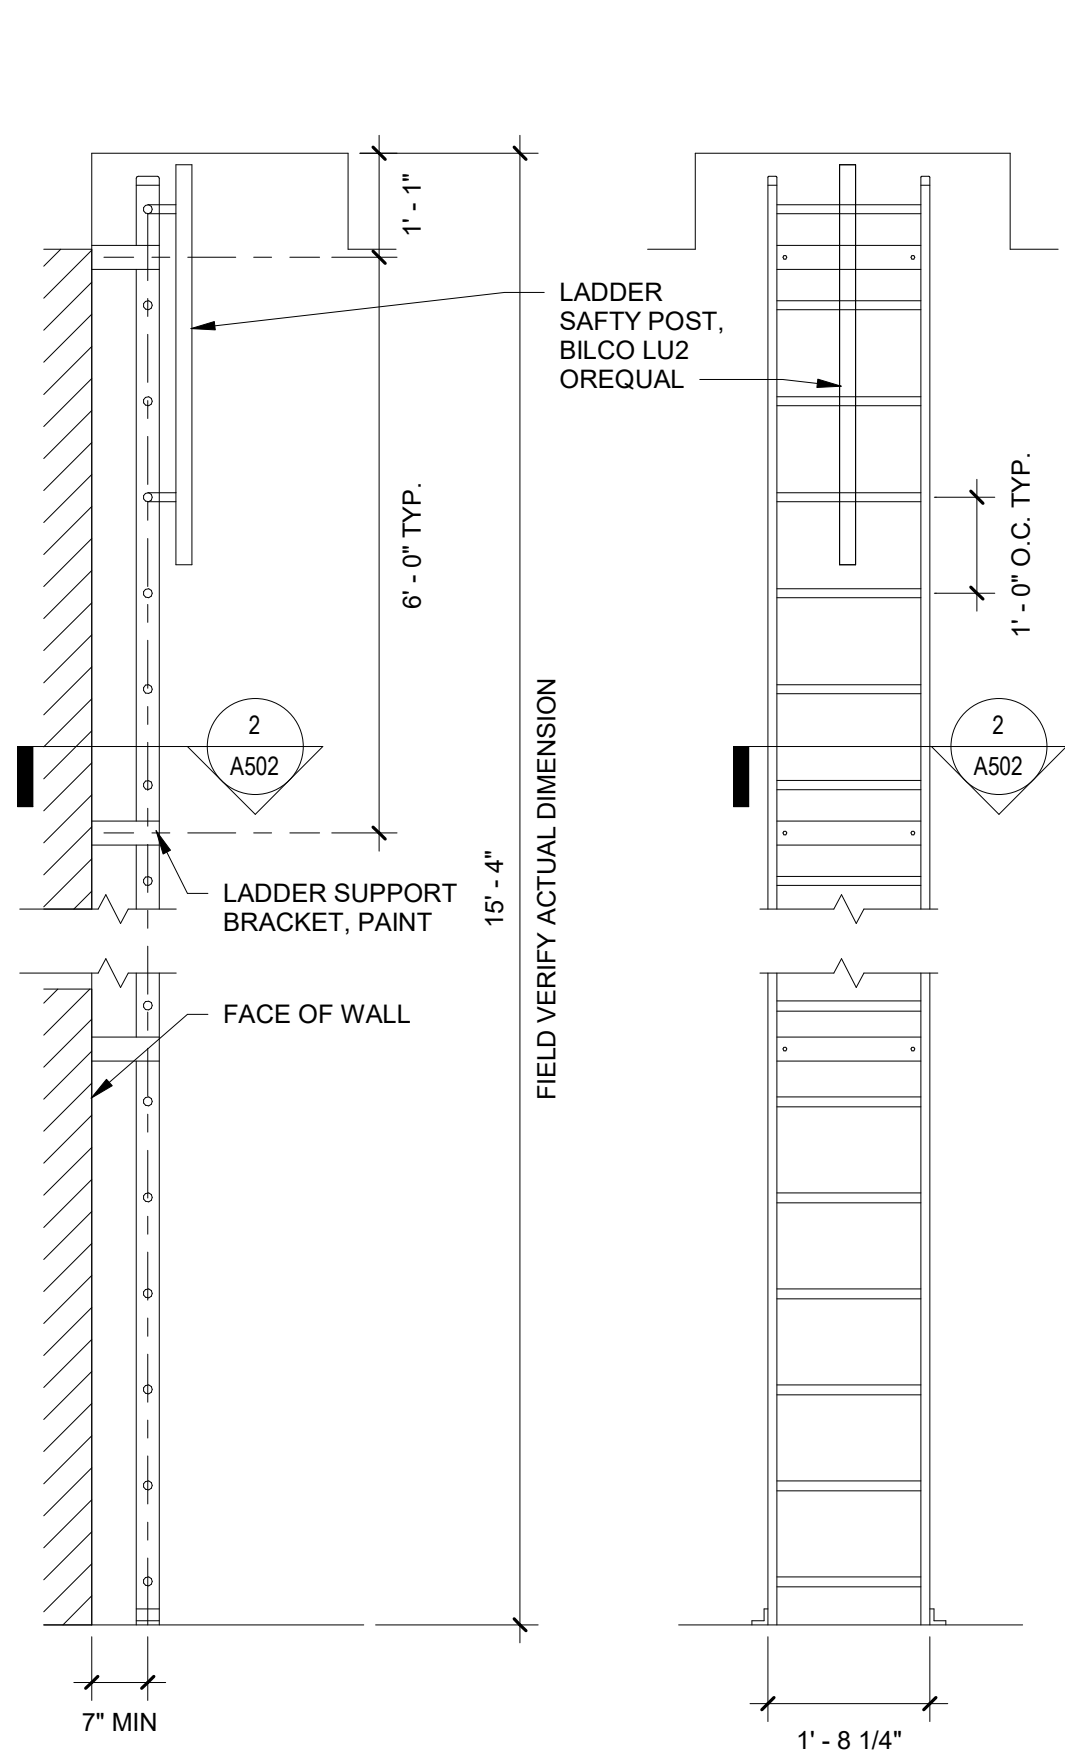 1' - 1"
LADDER
SAFTY POST,
BILCO LU2
OREQUAL
6' - 0" TYP.
1' - 0" O.C. TYP.
2
A502
2
A502
15' - 4"
FIELD VERIFY ACTUAL DIMENSION
LADDER SUPPORT
BRACKET, PAINT
FACE OF WALL
7" MIN
1' - 8 1/4"